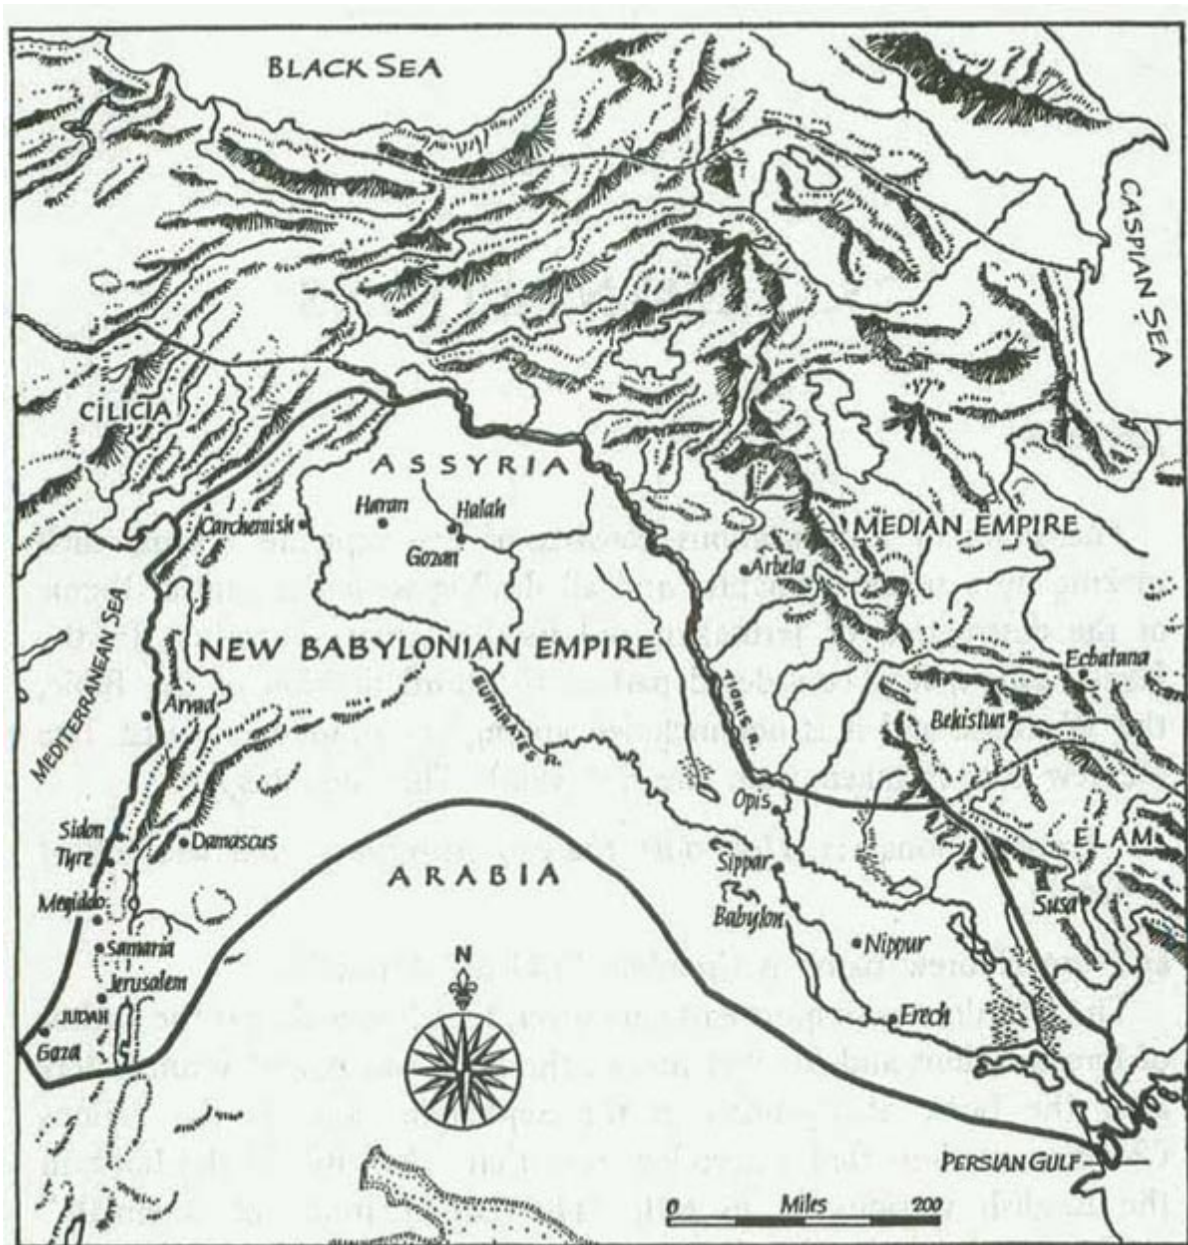 BLACK SEA
CASPIAN SEA
CILICIA
ASSYRIA
Haran
Halah
Carchemish
Gozan
MEDIAN EMPIRE
Arbela
MEDITERRANEAN SEA
NEW BABYLONIAN EMPIRE
Ecbatana
EUPHRATES R.
TIGRIS R.
Arvad
Bekistun
Opis
Sidon
Damascus
ELAM
Tyre
ARABIA
Sippar
Megiddo
Babylon
Susa
Samaria
Nippur
N
Jerusalem
JUDAH
Erech
Gaza
PERSIAN GULF
Miles
0 200